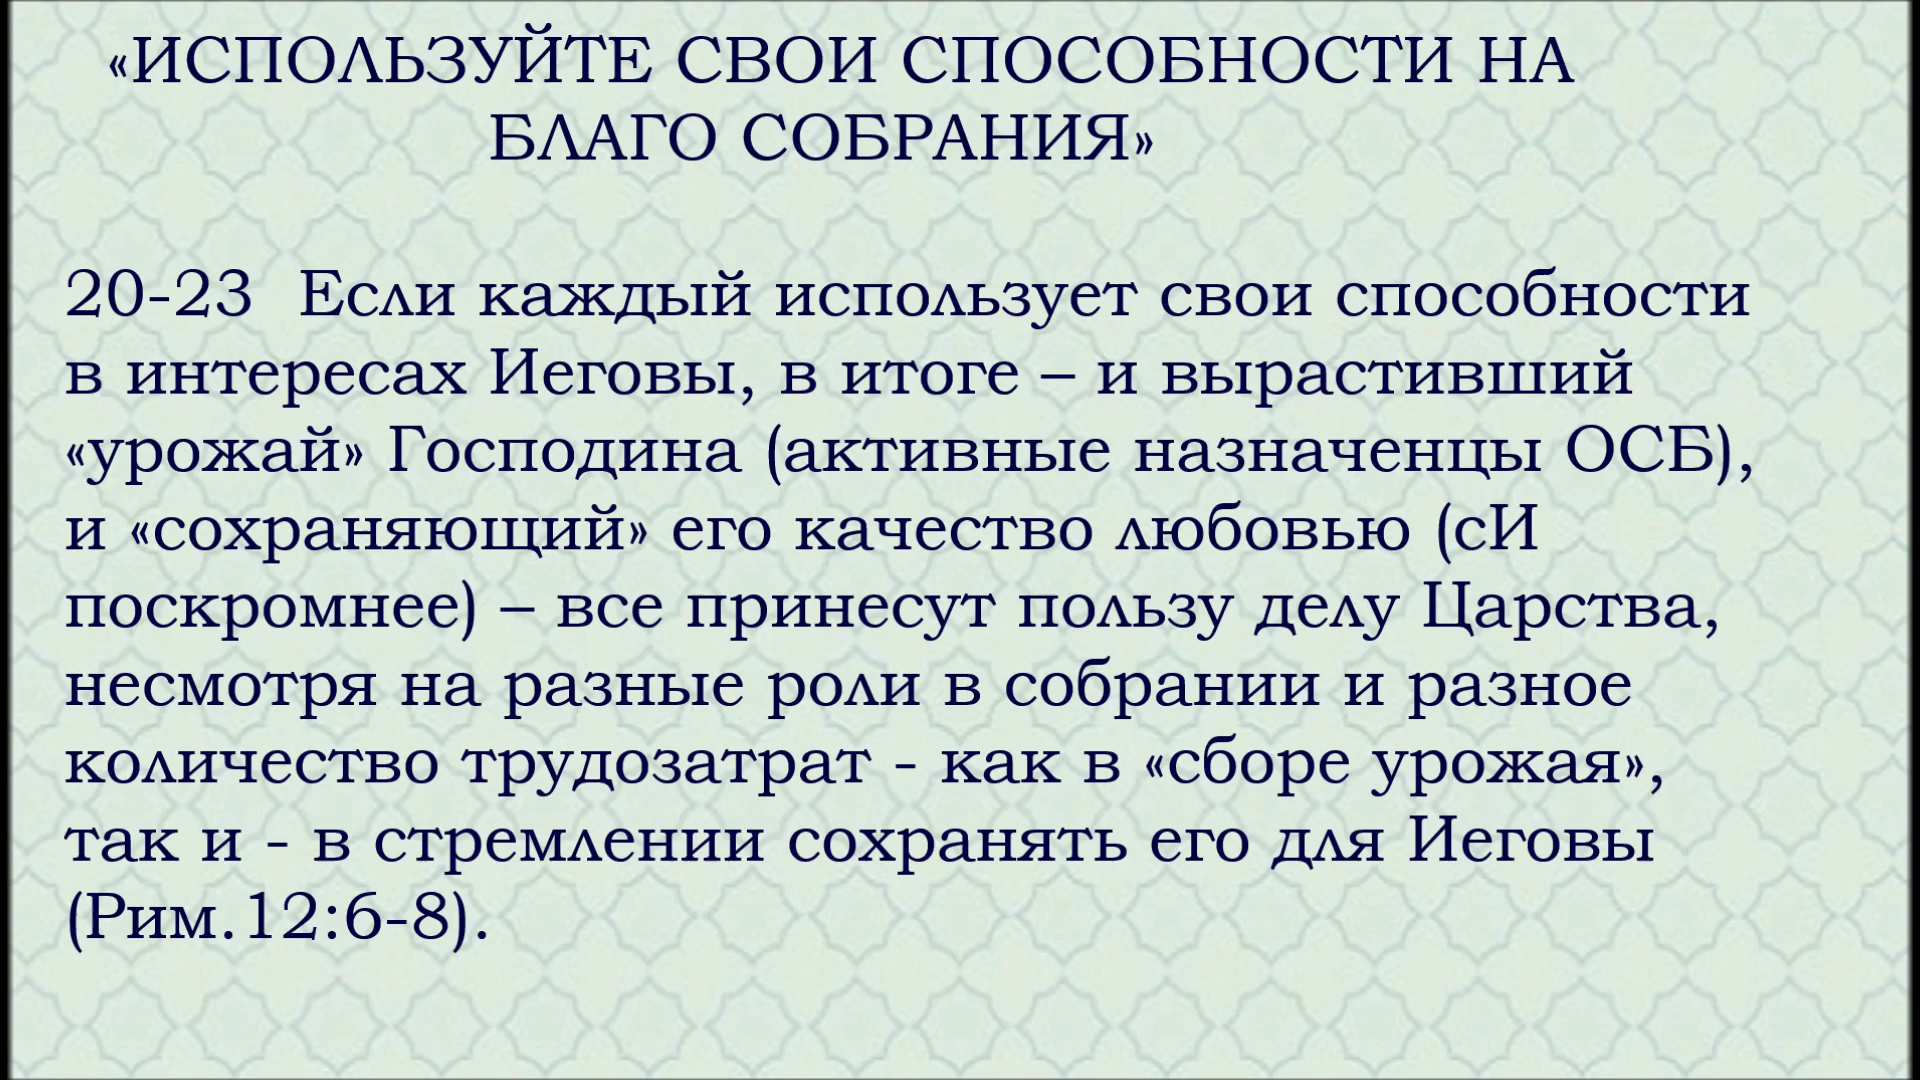 «ИСПОЛЬЗУЙТЕ СВОИ СПОСОБНОСТИ НА
БЛАГО СОБРАНИЯ»
20-23 Если каждый использует свои способности
в интересах Иеговы, в итоге – и вырастивший
«урожай» Господина (активные назначенцы ОСБ),
и «сохраняющий» его качество любовью (сИ
поскромнее) – все принесут пользу делу Царства,
несмотря на разные роли в собрании и разное
количество трудозатрат - как в «сборе урожая»,
так и - в стремлении сохранять его для Иеговы
(Рим.12:6-8).